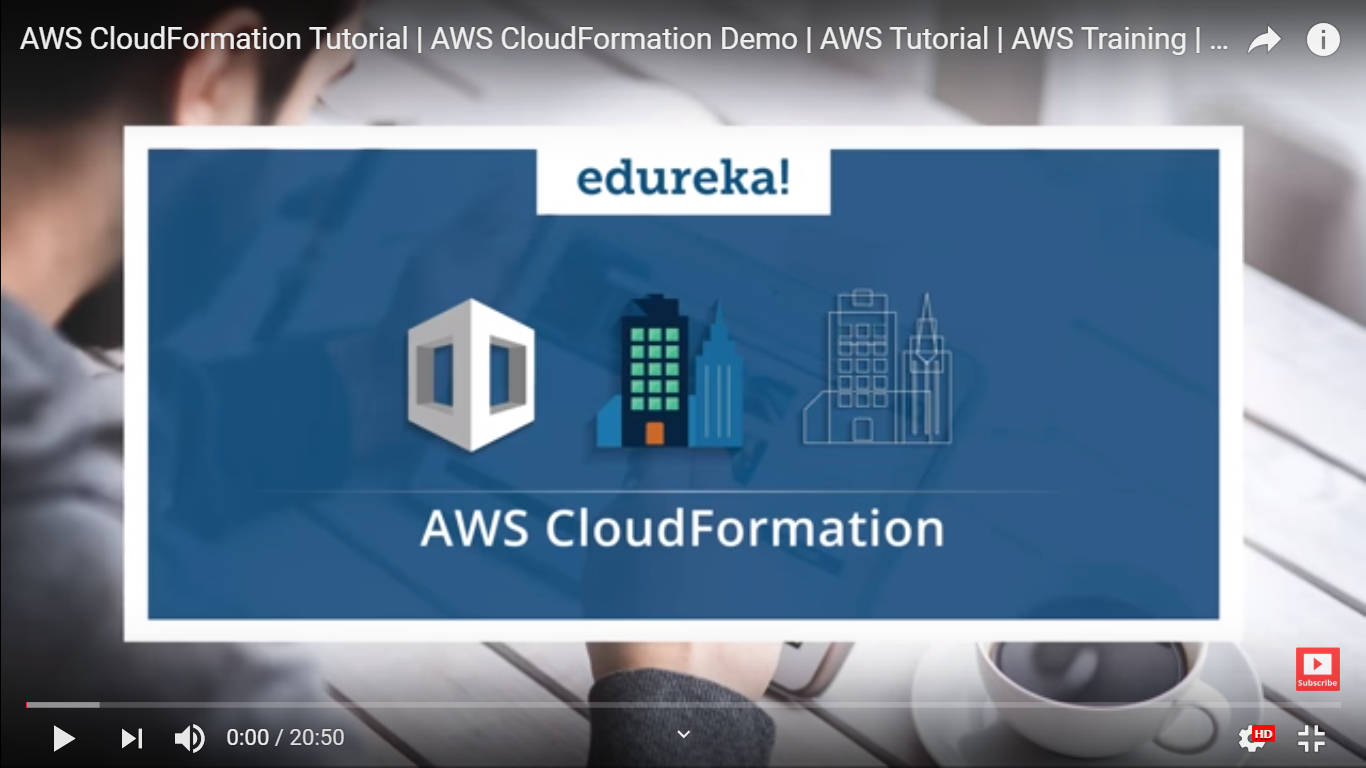 AWS CloudFormation Tutorial | AWS CloudFormation Demo | AWS Tutorial | AWS Training | ...
edureka!
AWS CloudFormation
Subscribe
0:00 / 20:50
HD